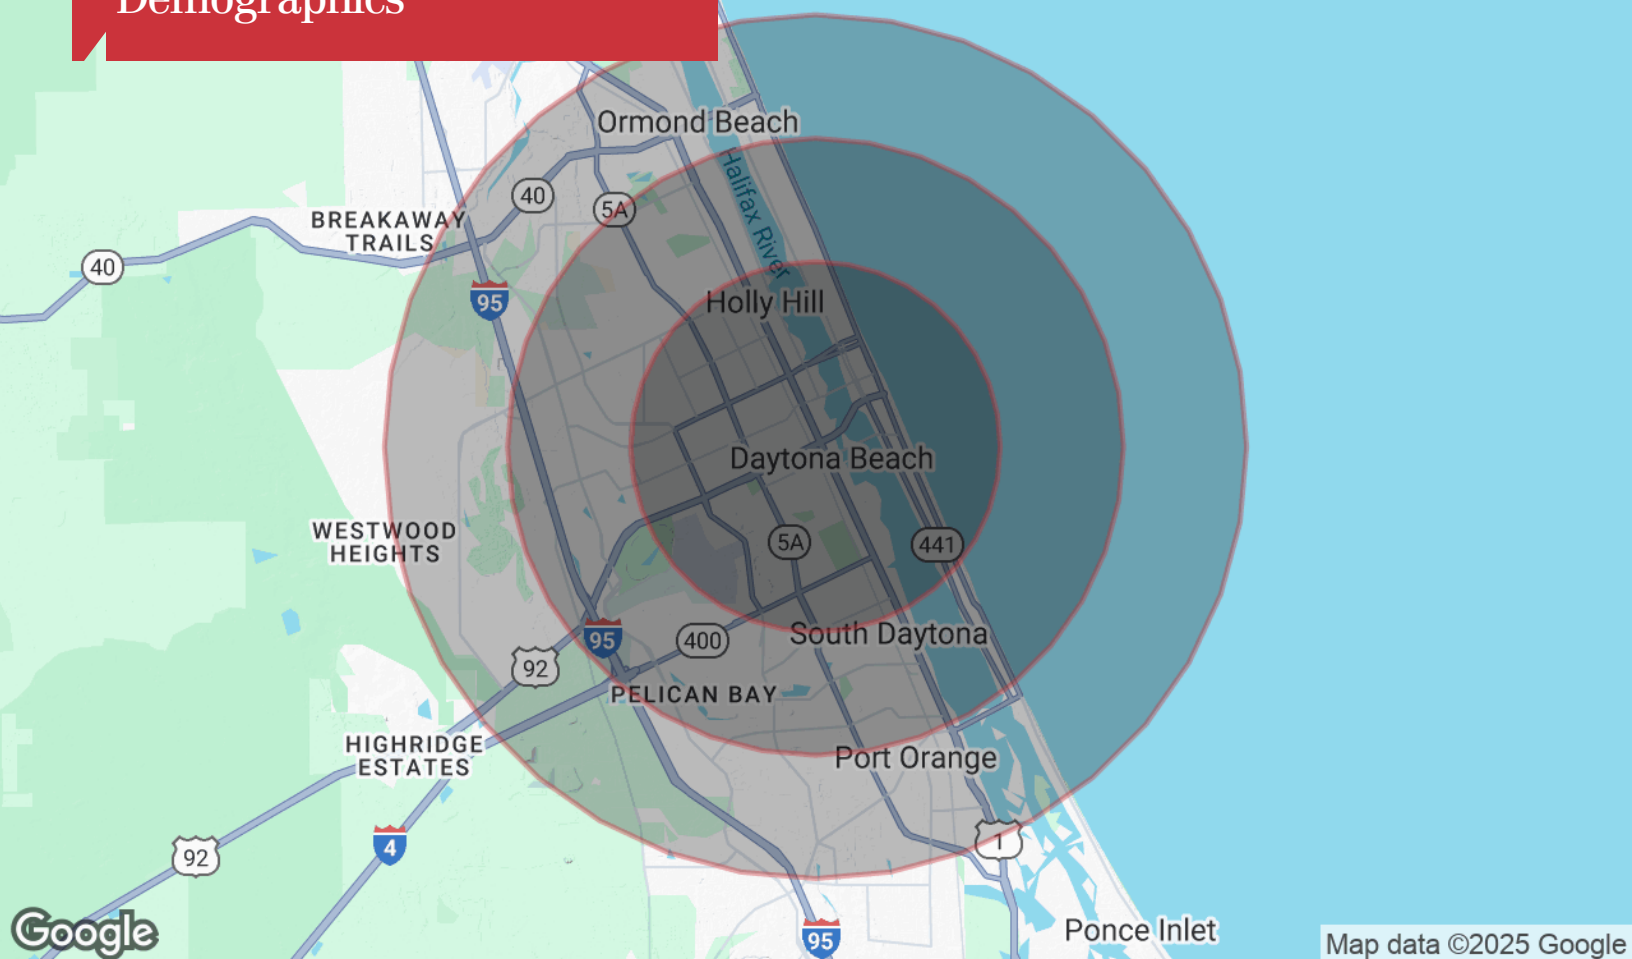 Demographics
Ormond Beach
Halifax River
40
5A
BREAKAWAY
TRAILS
40
95
Holly Hill
Daytona Beach
WESTWOOD
HEIGHTS
5A
441
95
400
South Daytona
92
PELICAN BAY
HIGHRIDGE
ESTATES
Port Orange
92
4
1
Google
95
Ponce Inlet
Map data ©2025 Google